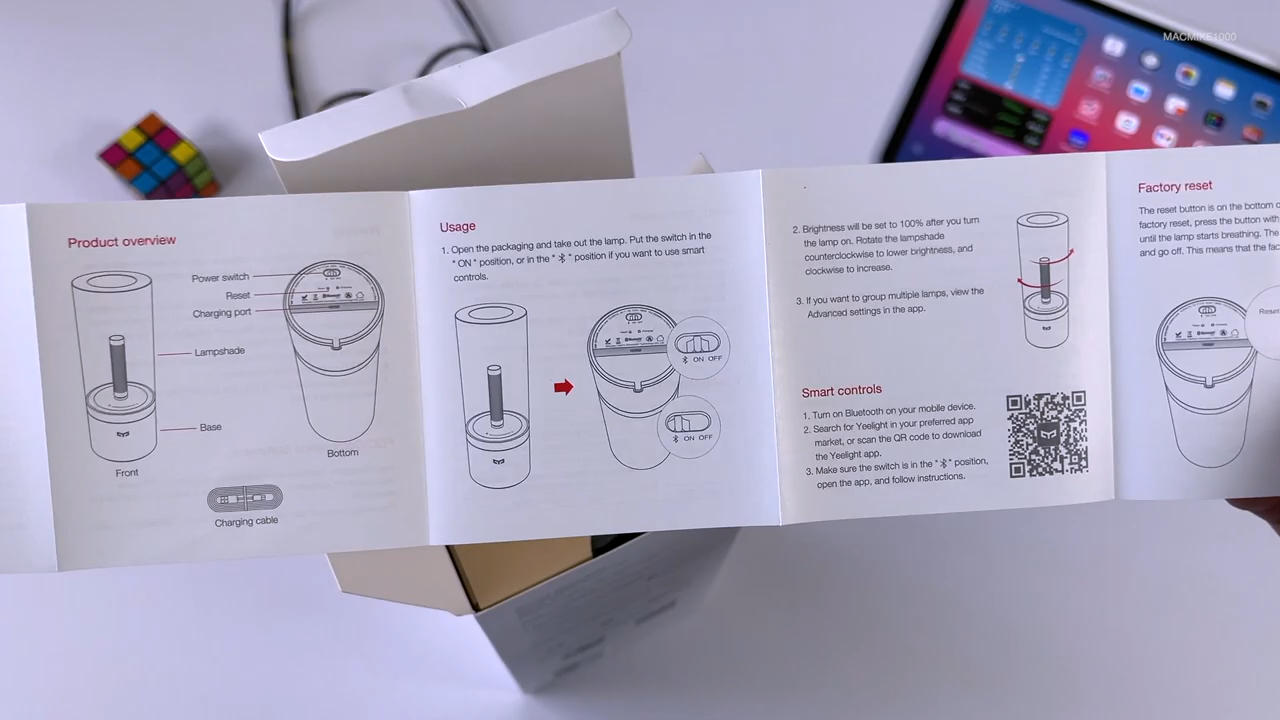 MACMIKE1000
Product overview
Power switch
Reset
Charging port
Lampshade
Base
Front
Bottom
Charging cable
Usage
1. Open the packaging and take out the lamp. Put the switch in the
" ON " position, or in the " " position if you want to use smart
controls.
ON OFF
ON OFF
2. Brightness will be set to 100% after you turn
the lamp on. Rotate the lampshade
counterclockwise to lower brightness, and
clockwise to increase.
3. If you want to group multiple lamps, view the
Advanced settings in the app.
Smart controls
1. Turn on Bluetooth on your mobile device.
2. Search for Yeelight in your preferred app
market, or scan the QR code to download
the Yeelight app.
3. Make sure the switch is in the " " position,
open the app, and follow instructions.
Factory reset
The reset button is on the bottom
factory reset, press the button with
until the lamp starts breathing. The
and go off. This means that the
Reset